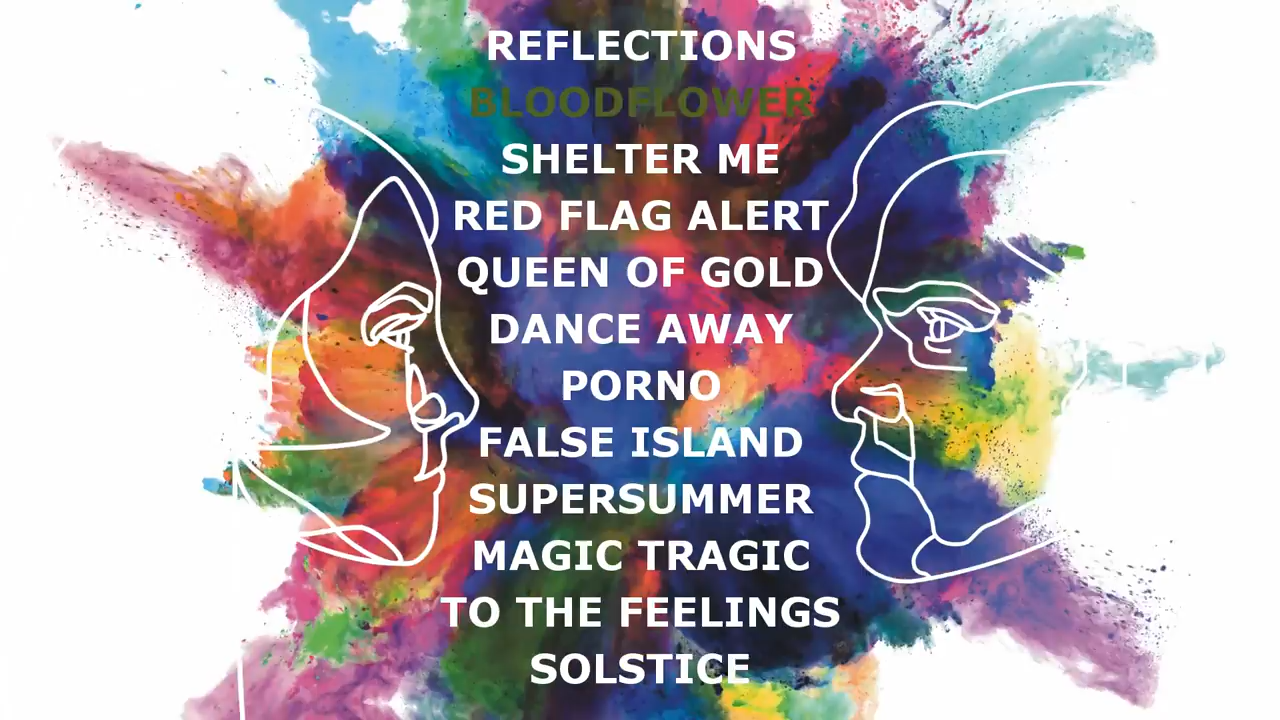 REFLECTIONS
BLOODFLOWER
SHELTER ME
RED FLAG ALERT
QUEEN OF GOLD
DANCE AWAY
PORNO
FALSE ISLAND
SUPERSUMMER
MAGIC TRAGIC
TO THE FEELINGS
SOLSTICE